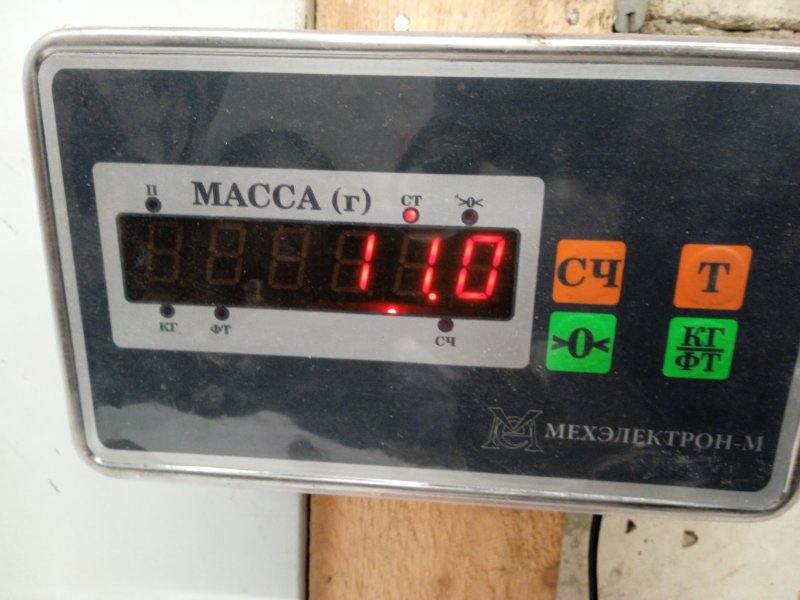 П МАССА (г) СТ >0<
11.0
КГ ФТ СЧ
СЧ Т
>0< КГ/ФТ
МЕХЭЛЕКТРОН-М